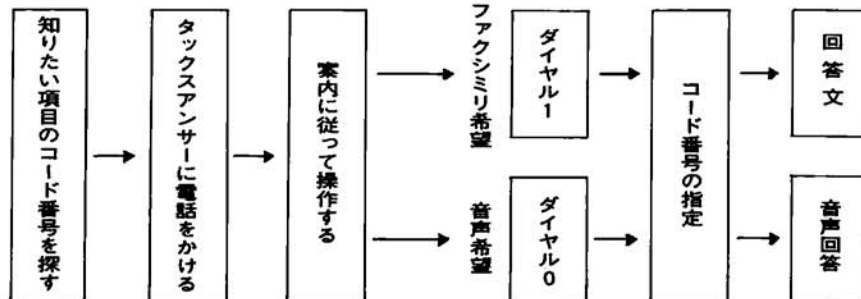 知りたい項目のコード番号を探す
タックスアンサーに電話をかける
案内に従って操作する
ファクシミリ希望
ダイヤル1
音声希望
ダイヤル0
コード番号の指定
回答文
音声回答